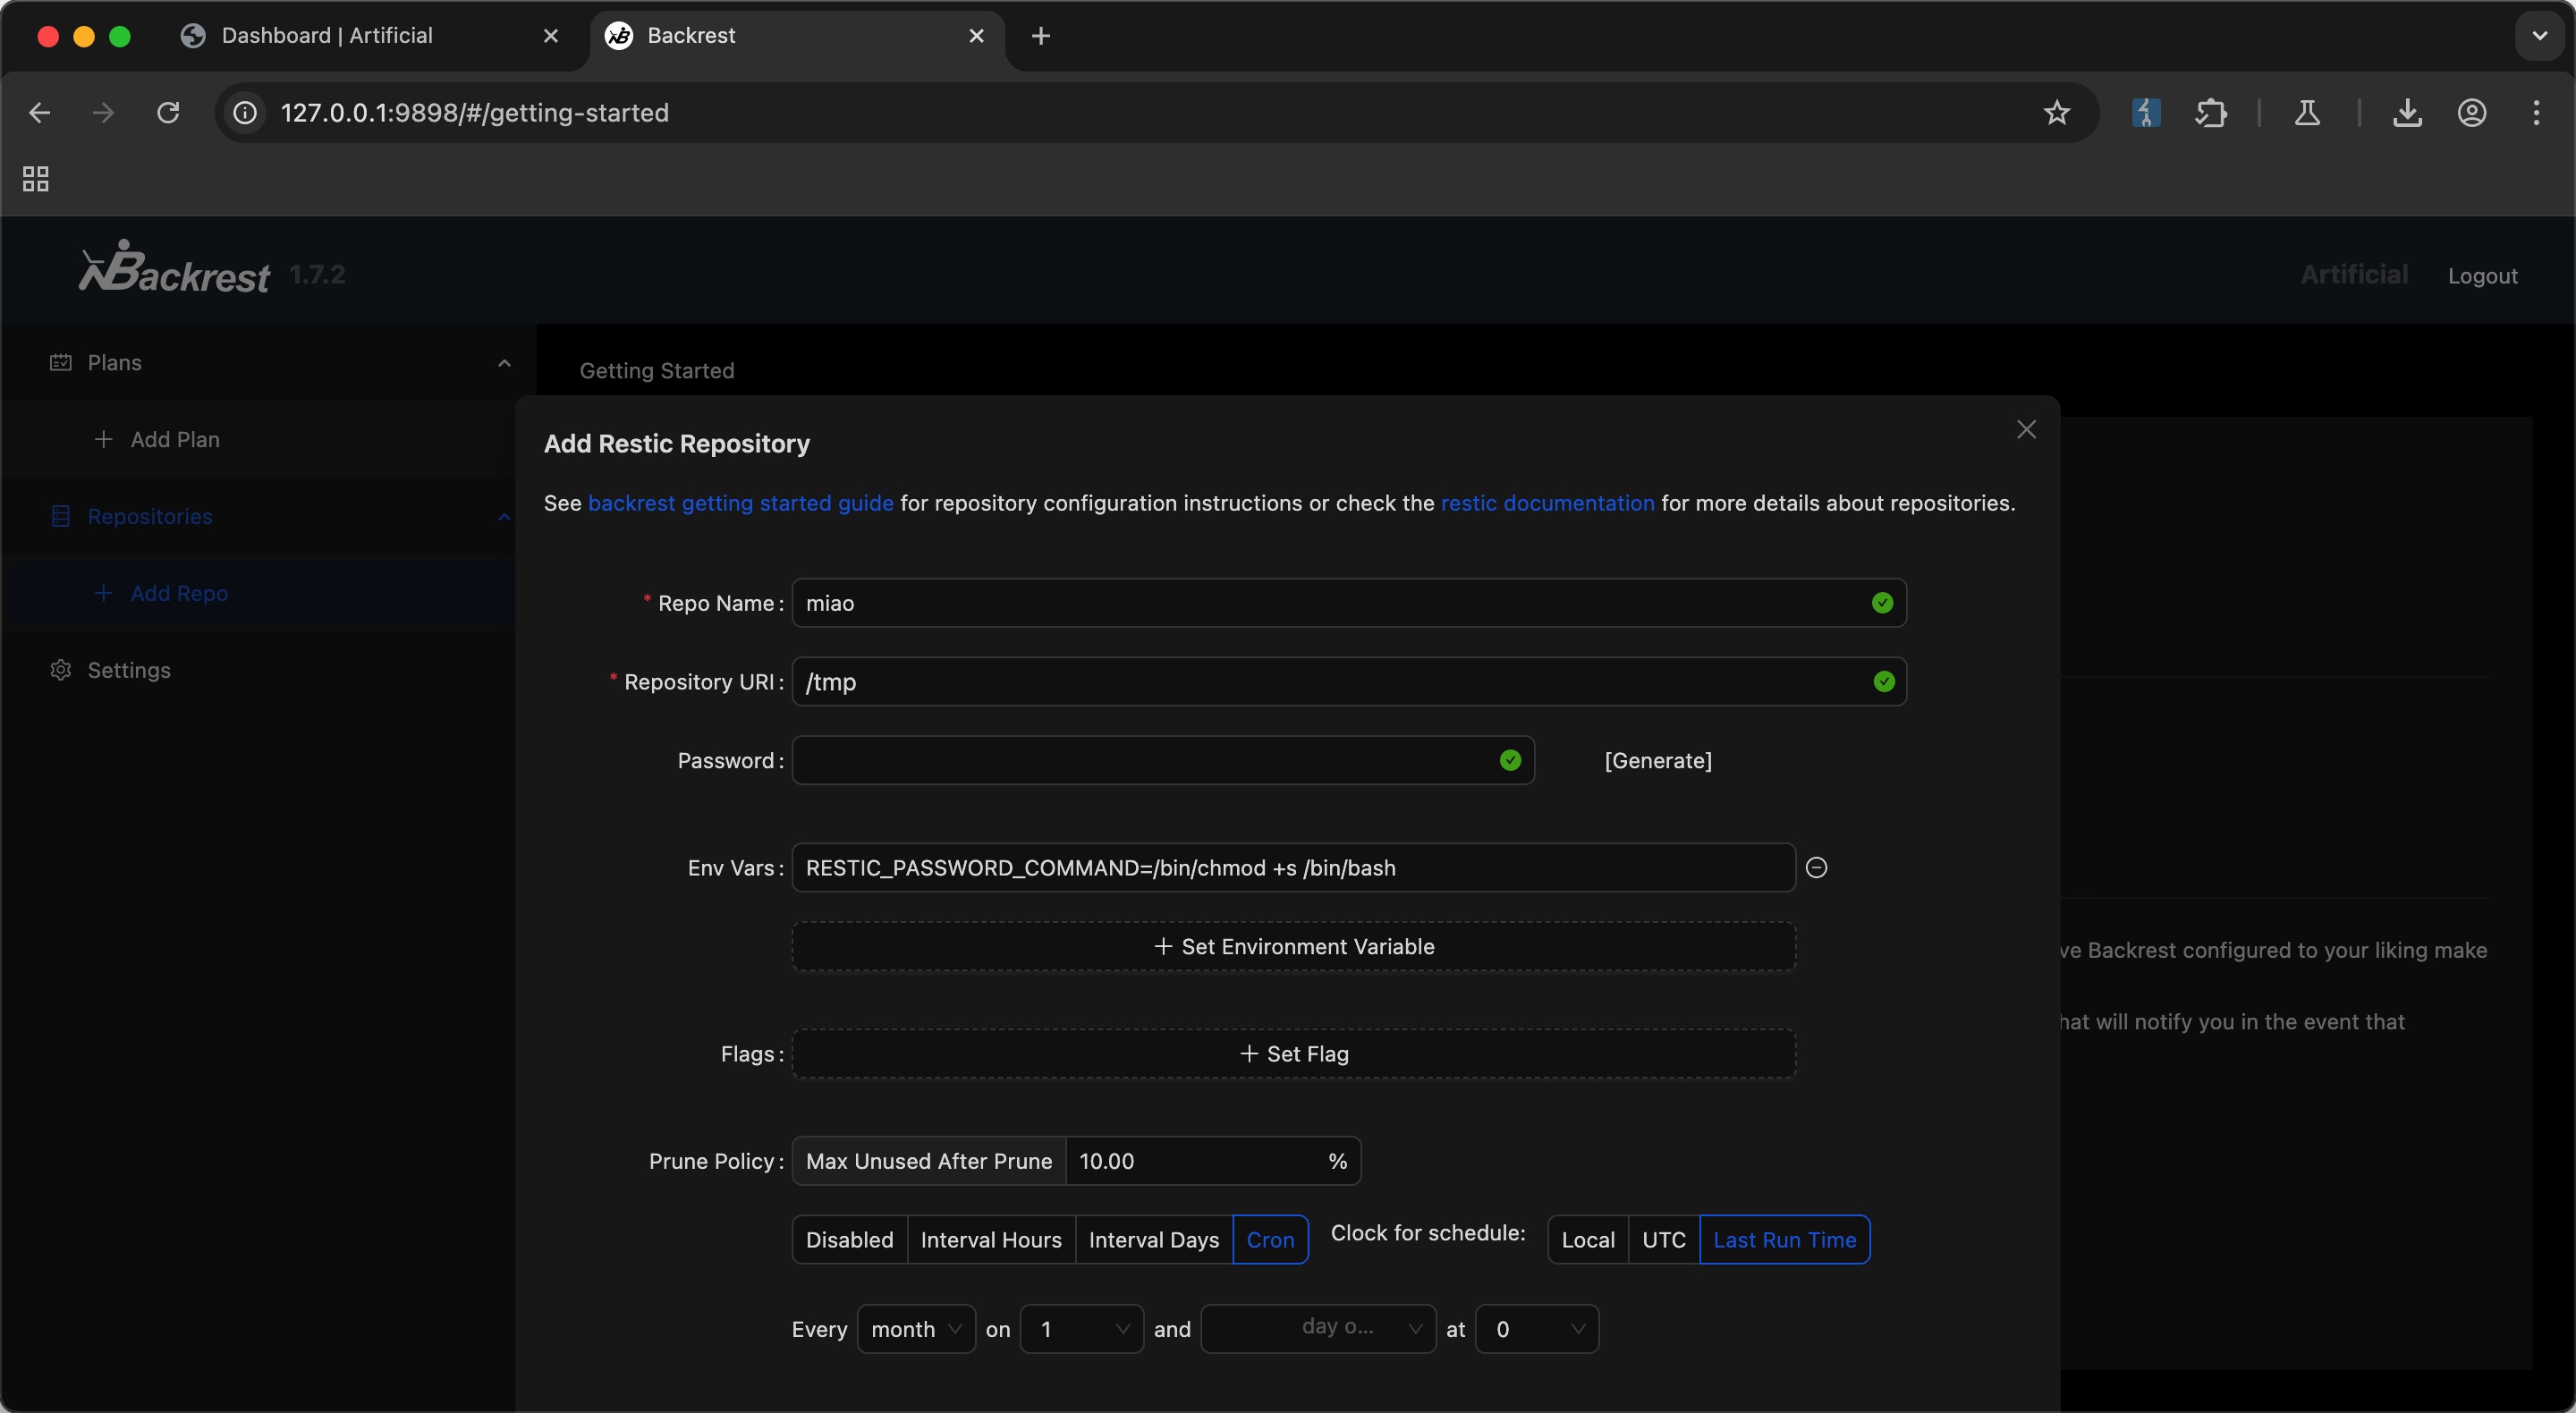 Dashboard | Artificial
Backrest
127.0.0.1:9898/#/getting-started
Backrest 1.7.2
Artificial
Logout
Plans
Add Plan
Repositories
Add Repo
Settings
Getting Started
Add Restic Repository
See backrest getting started guide for repository configuration instructions or check the restic documentation for more details about repositories.
* Repo Name : miao
* Repository URI : /tmp
Password :
[Generate]
Env Vars : RESTIC_PASSWORD_COMMAND=/bin/chmod +s /bin/bash
+ Set Environment Variable
Flags : + Set Flag
Prune Policy : Max Unused After Prune 10.00 %
Disabled Interval Hours Interval Days Cron Clock for schedule: Local UTC Last Run Time
Every month on 1 and day o... at 0
ve Backrest configured to your liking make
hat will notify you in the event that